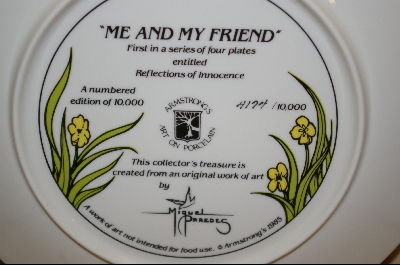 "ME AND MY FRIEND"
First in a series of four plates
entitled
Reflections of Innocence
A numbered
edition of 10,000
ARMSTRONG'S
ART ON PORCELAIN
4174 /10,000
This collector's treasure is
created from an original work of art
by
Miguel
Paredes
A work of art not intended for food use. © Armstrong's 1985